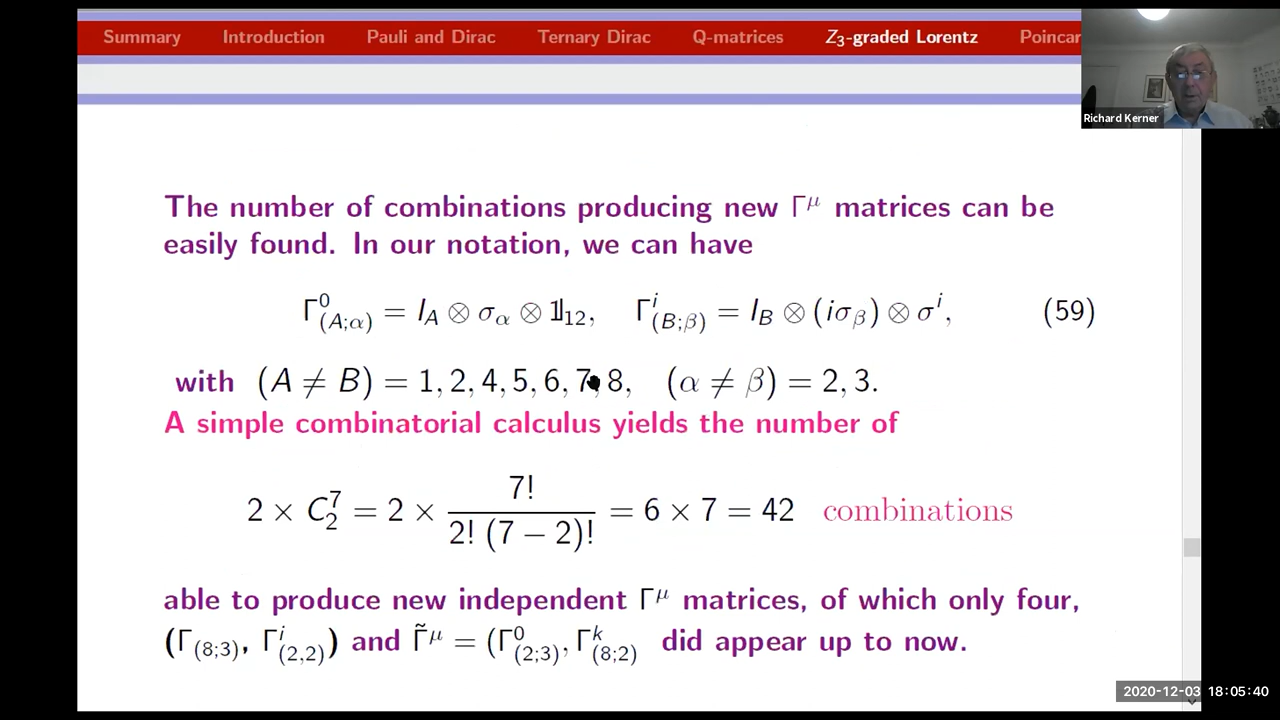 Summary Introduction Pauli and Dirac Ternary Dirac Q-matrices Z₃-graded Lorentz Poincar
Richard Kerner
The number of combinations producing new Γ^μ matrices can be
easily found. In our notation, we can have
Γ^0_{(A;α)} = I_A ⊗ σ_α ⊗ 𝟙_{12}, Γ^i_{(B;β)} = I_B ⊗ (iσ_β) ⊗ σ^i, (59)
with (A ≠ B) = 1, 2, 4, 5, 6, 7, 8, (α ≠ β) = 2, 3.
A simple combinatorial calculus yields the number of
2 × C^7_2 = 2 × 7! / (2! (7 − 2)!) = 6 × 7 = 42 combinations
able to produce new independent Γ^μ matrices, of which only four,
(Γ_{(8;3)}, Γ^i_{(2,2)}) and Γ̃^μ = (Γ^0_{(2;3)}, Γ^k_{(8;2)} did appear up to now.
2020-12-03 18:05:40